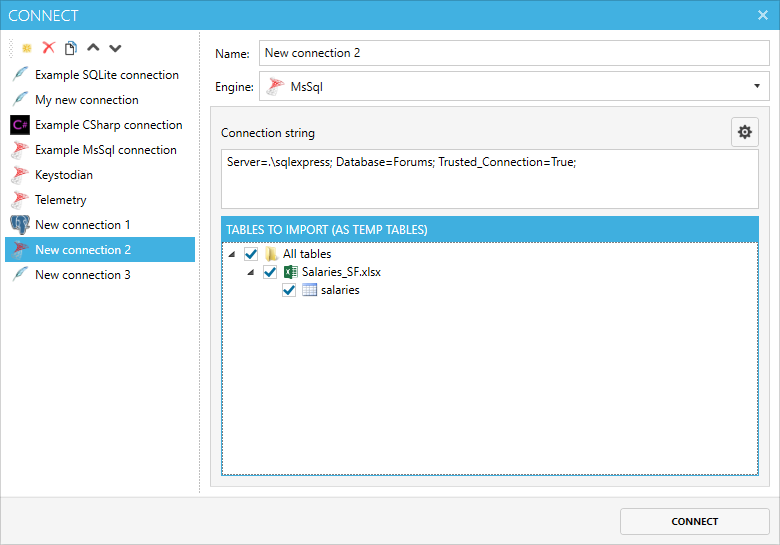 CONNECT
Example SQLite connection
My new connection
C#
Example CSharp connection
Example MsSql connection
Keystodian
Telemetry
New connection 1
New connection 2
New connection 3
Name:
New connection 2
Engine:
MsSql
Connection string
Server=.\sqlexpress; Database=Forums; Trusted_Connection=True;
TABLES TO IMPORT (AS TEMP TABLES)
All tables
Salaries_SF.xlsx
salaries
CONNECT